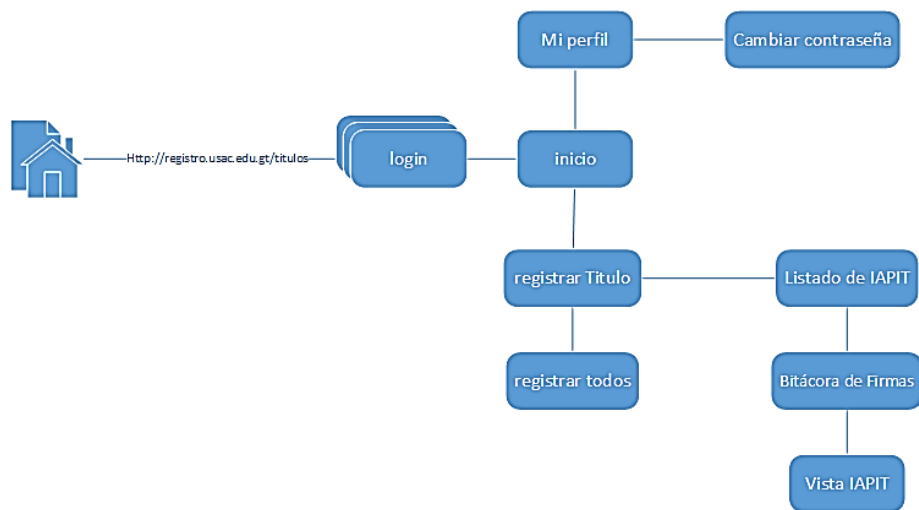 Mi perfil
Cambiar contraseña
Http://registro.usac.edu.gt/titulos
login
inicio
registrar Titulo
Listado de IAPIT
registrar todos
Bitácora de Firmas
Vista IAPIT